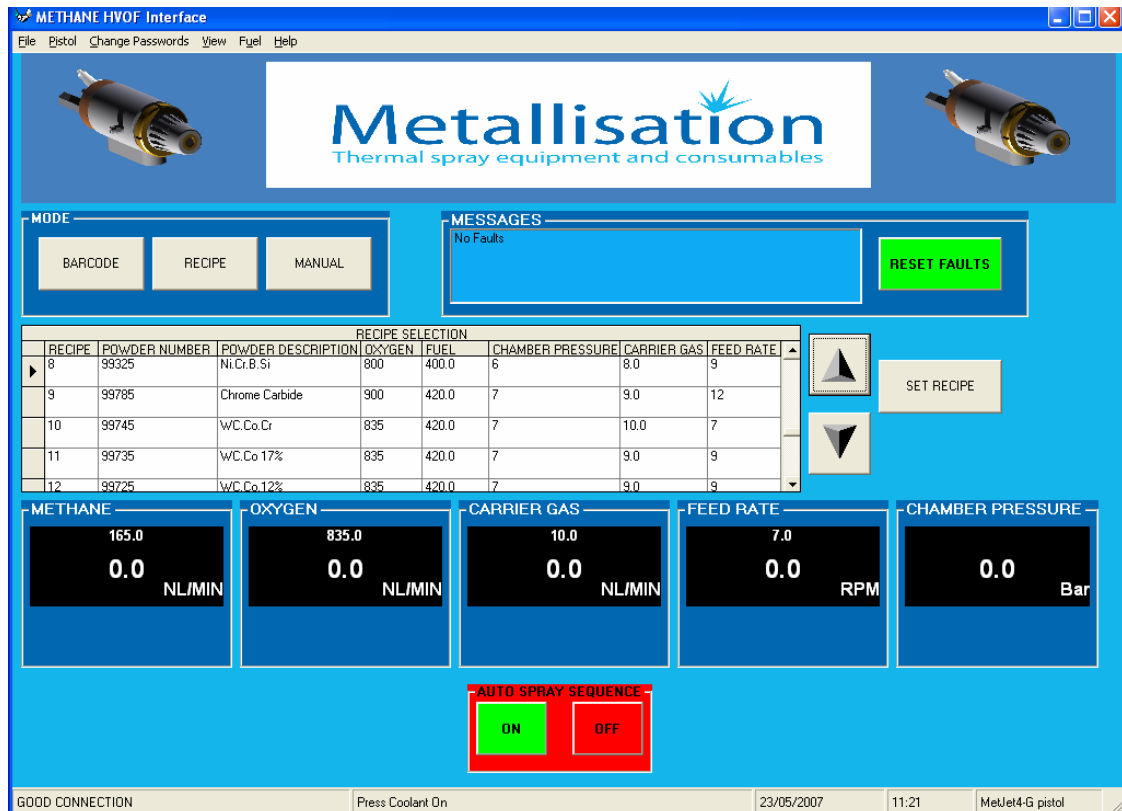 METHANE HVOF Interface
File Pistol Change Passwords View Fuel Help
Metallisation
Thermal spray equipment and consumables
MODE
BARCODE RECIPE MANUAL
MESSAGES
No Faults
RESET FAULTS
RECIPE SELECTION
RECIPE POWDER NUMBER POWDER DESCRIPTION OXYGEN FUEL CHAMBER PRESSURE CARRIER GAS FEED RATE
8 99325 Ni.Cr.B.Si 800 400.0 6 8.0 9
9 99785 Chrome Carbide 900 420.0 7 9.0 12
10 99745 WC.Co.Cr 835 420.0 7 10.0 7
11 99735 WC.Co 17% 835 420.0 7 9.0 9
12 99725 WC.Co.12% 835 420.0 7 9.0 9
SET RECIPE
METHANE OXYGEN CARRIER GAS FEED RATE CHAMBER PRESSURE
165.0 835.0 10.0 7.0
0.0 0.0 0.0 0.0 0.0
NL/MIN NL/MIN NL/MIN RPM Bar
AUTO SPRAY SEQUENCE
ON OFF
GOOD CONNECTION Press Coolant On 23/05/2007 11:21 MetJet4-G pistol